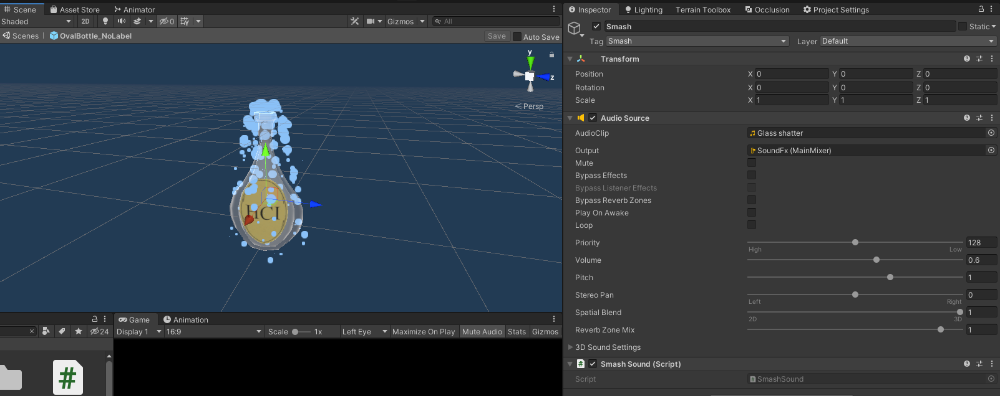 Scene Asset Store Animator
Shaded 2D 0 Gizmos All
Scenes OvalBottle_NoLabel Save Auto Save
y
z
Persp
HCI
24
Game Animation
Display 1 16:9 Scale 1x Left Eye Maximize On Play Mute Audio Stats Gizmos
#
Inspector Lighting Terrain Toolbox Occlusion Project Settings
Smash Static
Tag Smash Layer Default
Transform
Position X 0 Y 0 Z 0
Rotation X 0 Y 0 Z 0
Scale X 1 Y 1 Z 1
Audio Source
AudioClip Glass shatter
Output SoundFx (MainMixer)
Mute
Bypass Effects
Bypass Listener Effects
Bypass Reverb Zones
Play On Awake
Loop
Priority 128
High Low
Volume 0.6
Pitch 1
Stereo Pan 0
Left Right
Spatial Blend 1
2D 3D
Reverb Zone Mix 1
3D Sound Settings
# Smash Sound (Script)
Script # SmashSound